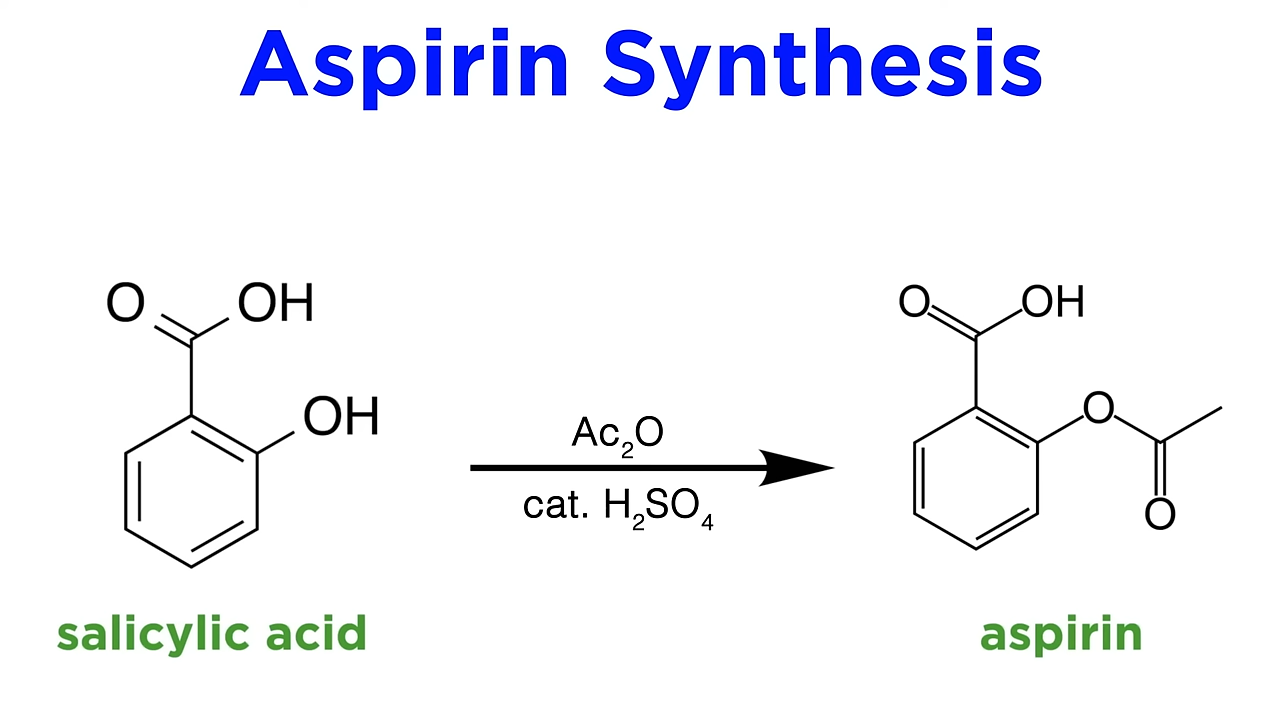 Aspirin Synthesis
O OH
OH
salicylic acid
Ac₂O
cat. H₂SO₄
O OH
O
O
aspirin